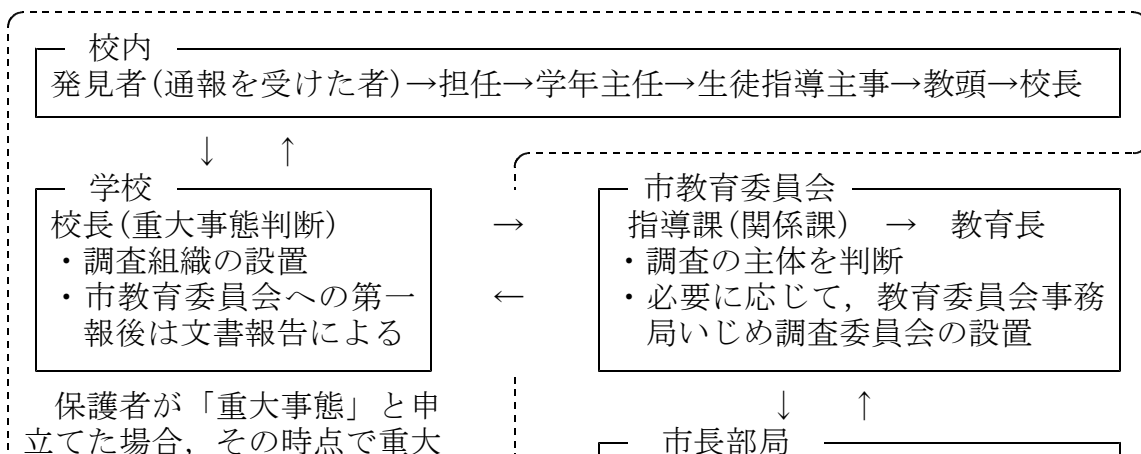 校内
発見者(通報を受けた者)→担任→学年主任→生徒指導主事→教頭→校長
↓ ↑
学校
校長(重大事態判断)
・調査組織の設置
・市教育委員会への第一
報後は文書報告による
→
←
市教育委員会
指導課(関係課) → 教育長
・調査の主体を判断
・必要に応じて，教育委員会事務
局いじめ調査委員会の設置
保護者が「重大事態」と申
立てた場合，その時点で重大
↓ ↑
市長部局